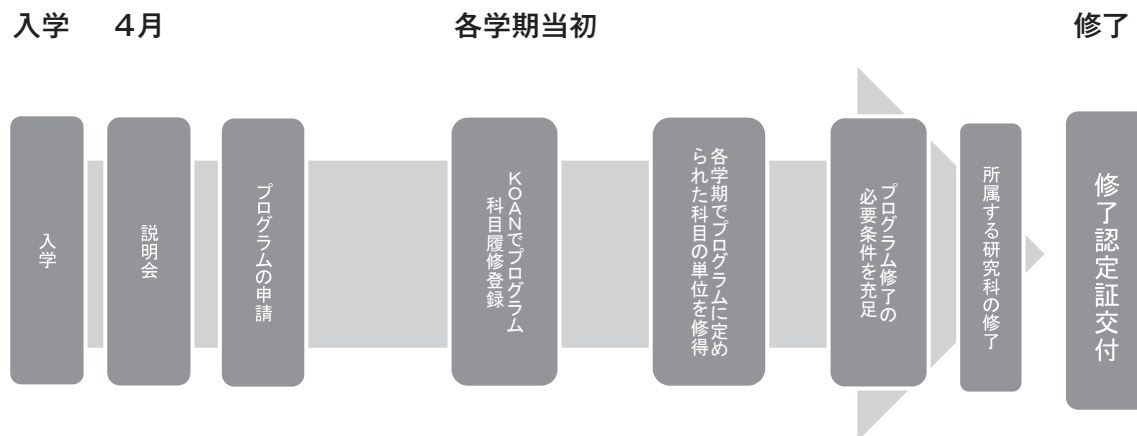 入学
4月
各学期当初
修了
入学
説明会
プログラムの申請
KOANでプログラム
科目履修登録
各学期でプログラムに定め
られた科目の単位を修得
プログラム修了の
必要条件を充足
所属する研究科の修了
修了認定証交付